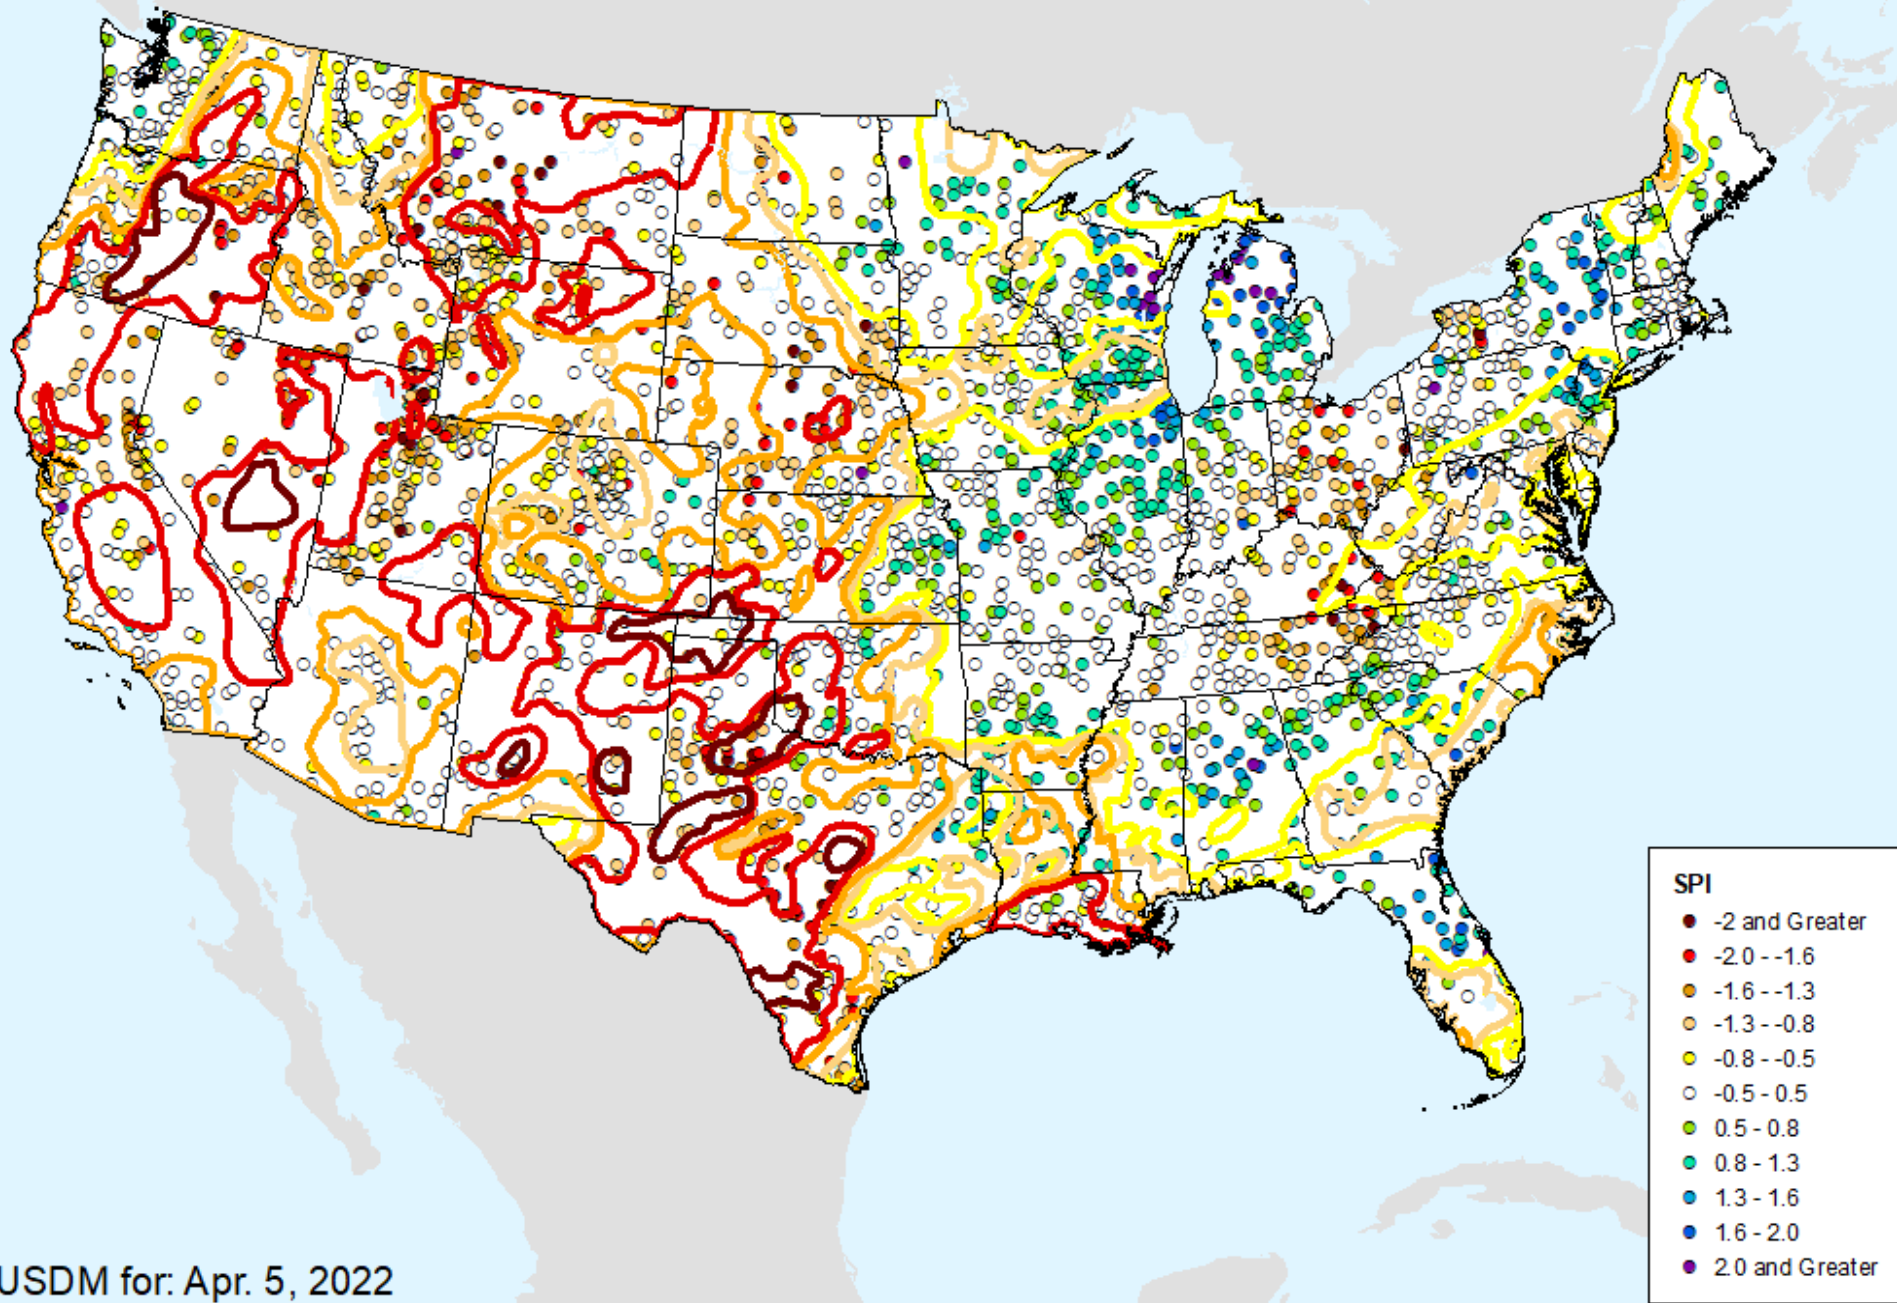 SPI
-2 and Greater
-2.0 - -1.6
-1.6 - -1.3
-1.3 - -0.8
-0.8 - -0.5
-0.5 - 0.5
0.5 - 0.8
0.8 - 1.3
1.3 - 1.6
1.6 - 2.0
2.0 and Greater
USDM for: Apr. 5, 2022